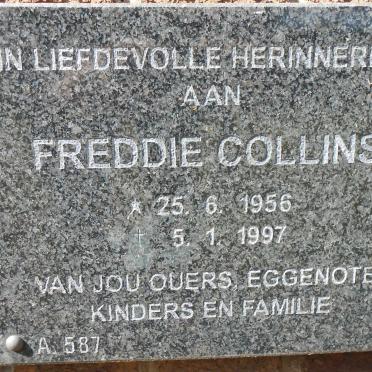 IN LIEFDEVOLLE HERINNER
AAN
FREDDIE COLLINS
* 25. 6. 1956
† 5. 1. 1997
VAN JOU OUERS, EGGENOTE
KINDERS EN FAMILIE
A. 587